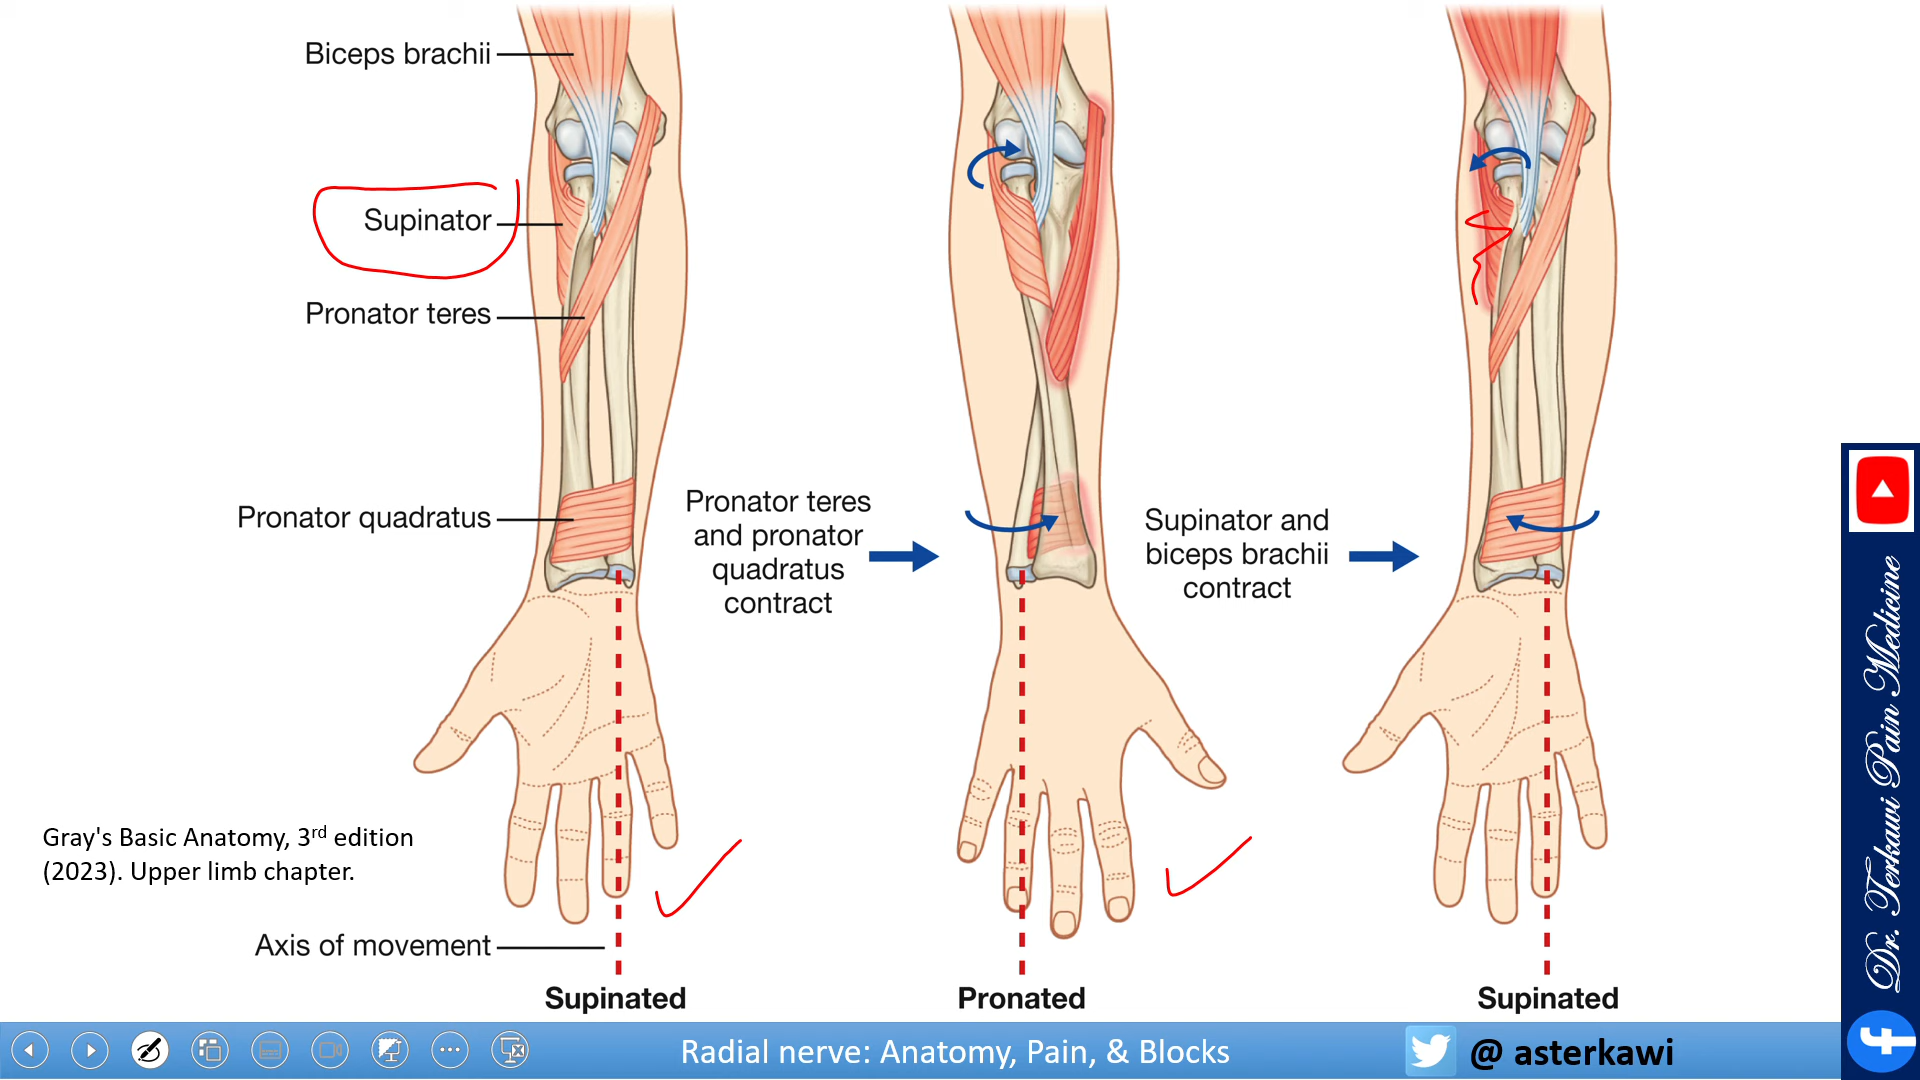 Biceps brachii
Supinator
Pronator teres
Pronator quadratus
Pronator teres
and pronator
quadratus
contract
Supinator and
biceps brachii
contract
Gray's Basic Anatomy, 3rd edition
(2023). Upper limb chapter.
Axis of movement
Supinated
Pronated
Supinated
Dr. Terkawi Pain Medicine
Radial nerve: Anatomy, Pain, & Blocks
@ asterkawi